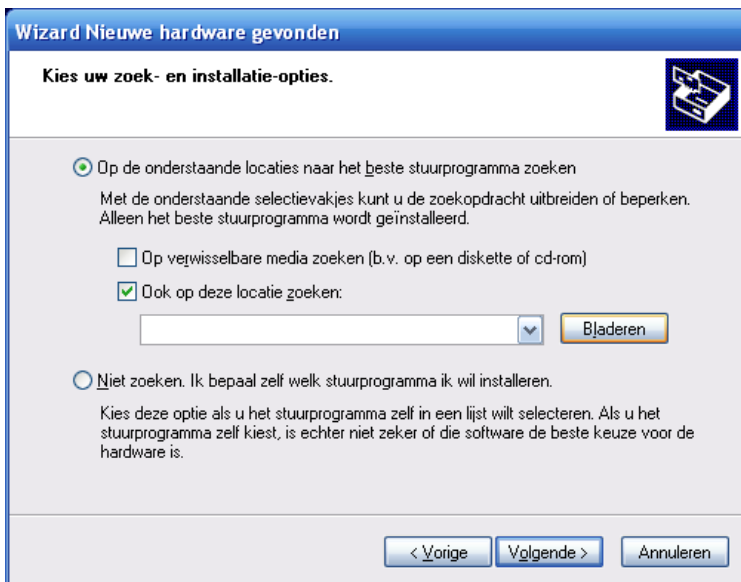 Wizard Nieuwe hardware gevonden
Kies uw zoek- en installatie-opties.
Op de onderstaande locaties naar het beste stuurprogramma zoeken
Met de onderstaande selectievakjes kunt u de zoekopdracht uitbreiden of beperken.
Alleen het beste stuurprogramma wordt geïnstalleerd.
Op verwisselbare media zoeken (b.v. op een diskette of cd-rom)
Ook op deze locatie zoeken:
Bladeren
Niet zoeken. Ik bepaal zelf welk stuurprogramma ik wil installeren.
Kies deze optie als u het stuurprogramma zelf in een lijst wilt selecteren. Als u het
stuurprogramma zelf kiest, is echter niet zeker of die software de beste keuze voor de
hardware is.
< Vorige Volgende > Annuleren